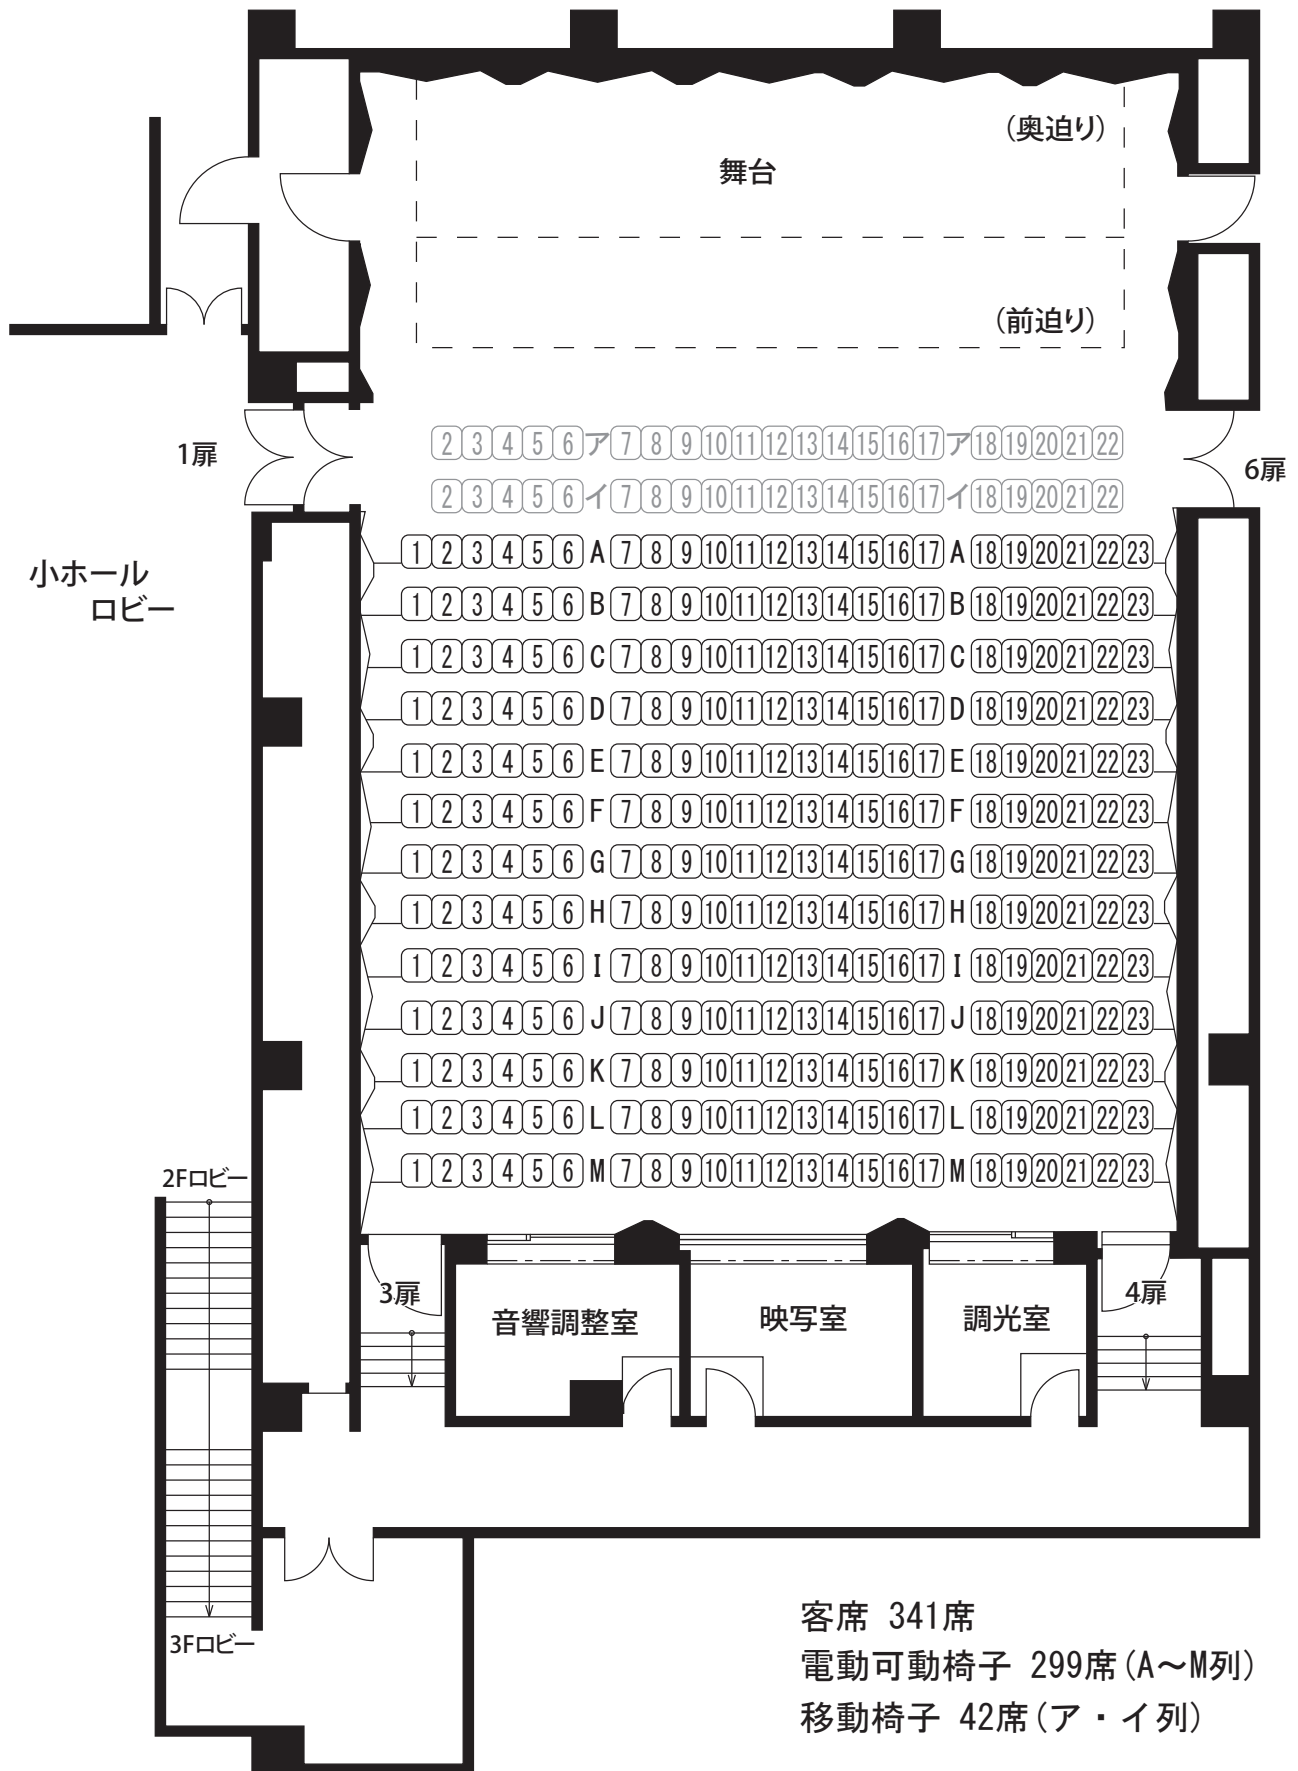 (奥迫り)
舞台
(前迫り)
1扉
2 3 4 5 6 ア 7 8 9 10 11 12 13 14 15 16 17 ア 18 19 20 21 22
6扉
2 3 4 5 6 イ 7 8 9 10 11 12 13 14 15 16 17 イ 18 19 20 21 22
小ホール
ロビー
1 2 3 4 5 6 A 7 8 9 10 11 12 13 14 15 16 17 A 18 19 20 21 22 23
1 2 3 4 5 6 B 7 8 9 10 11 12 13 14 15 16 17 B 18 19 20 21 22 23
1 2 3 4 5 6 C 7 8 9 10 11 12 13 14 15 16 17 C 18 19 20 21 22 23
1 2 3 4 5 6 D 7 8 9 10 11 12 13 14 15 16 17 D 18 19 20 21 22 23
1 2 3 4 5 6 E 7 8 9 10 11 12 13 14 15 16 17 E 18 19 20 21 22 23
1 2 3 4 5 6 F 7 8 9 10 11 12 13 14 15 16 17 F 18 19 20 21 22 23
1 2 3 4 5 6 G 7 8 9 10 11 12 13 14 15 16 17 G 18 19 20 21 22 23
1 2 3 4 5 6 H 7 8 9 10 11 12 13 14 15 16 17 H 18 19 20 21 22 23
1 2 3 4 5 6 I 7 8 9 10 11 12 13 14 15 16 17 I 18 19 20 21 22 23
1 2 3 4 5 6 J 7 8 9 10 11 12 13 14 15 16 17 J 18 19 20 21 22 23
1 2 3 4 5 6 K 7 8 9 10 11 12 13 14 15 16 17 K 18 19 20 21 22 23
1 2 3 4 5 6 L 7 8 9 10 11 12 13 14 15 16 17 L 18 19 20 21 22 23
1 2 3 4 5 6 M 7 8 9 10 11 12 13 14 15 16 17 M 18 19 20 21 22 23
2Fロビー
3扉
音響調整室
映写室
調光室
4扉
3Fロビー
客席 341席
電動可動椅子 299席(A～M列)
移動椅子 42席(ア・イ列)